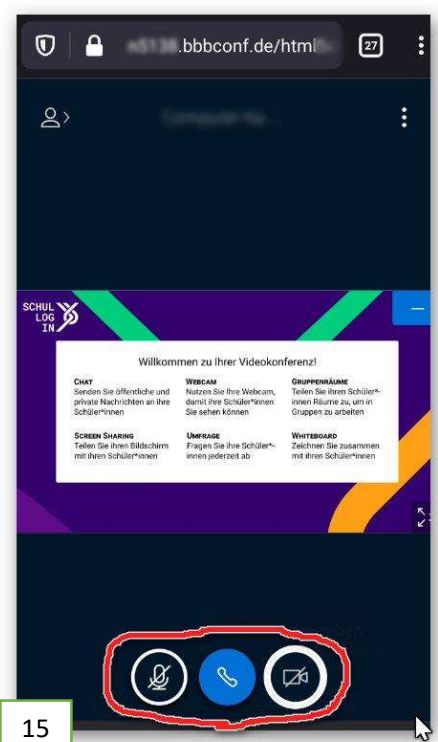 .bbbconf.de/html
27
SCHUL
LOG
IN
Willkommen zu Ihrer Videokonferenz!
CHAT
Senden Sie öffentliche und
private Nachrichten an ihre
Schüler*innen
WEBCAM
Nutzen Sie Ihre Webcam,
damit ihre Schüler*innen
Sie sehen können
GRUPPENRÄUME
Teilen Sie ihren Schüler*-
innen Räume zu, um in
Gruppen zu arbeiten
SCREEN SHARING
Teilen Sie ihren Bildschirm
mit ihren Schüler*innen
UMFRAGE
Fragen Sie ihre Schüler*-
innen jederzeit ab
WHITEBOARD
Zeichnen Sie zusammen
mit ihren Schüler*innen
15